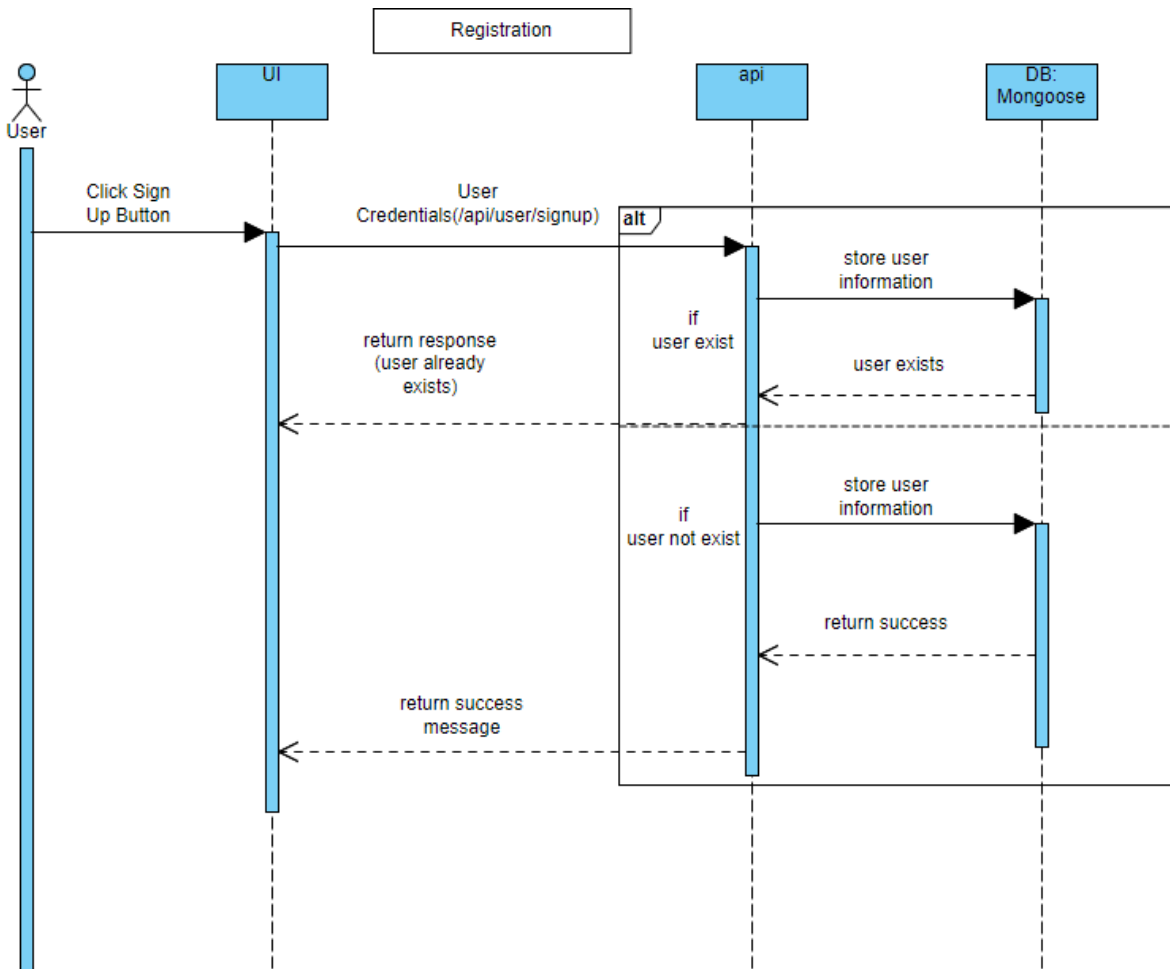 Registration
UI
api
DB:
Mongoose
User
Click Sign
Up Button
User
Credentials(/api/user/signup)
alt
store user
information
if
user exist
return response
(user already
exists)
user exists
store user
information
if
user not exist
return success
return success
message